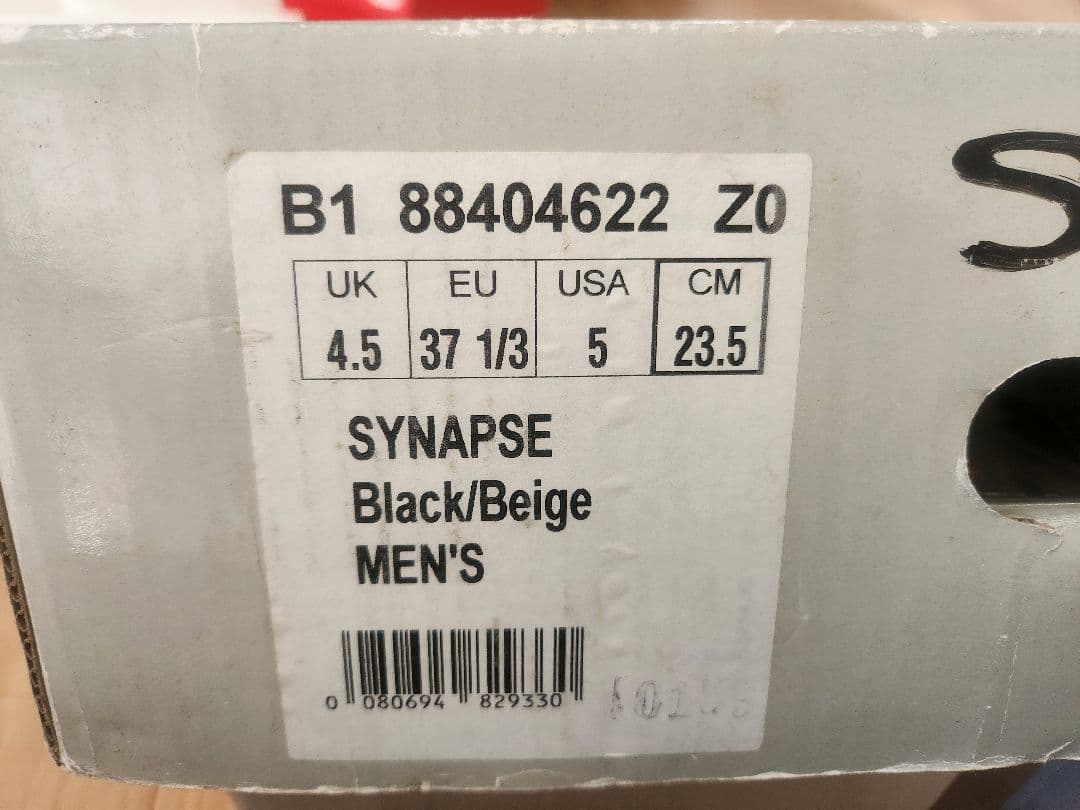 B1 88404622 Z0
UK EU USA CM
4.5 37 1/3 5 23.5
SYNAPSE
Black/Beige
MEN'S
0 080694 829330
S